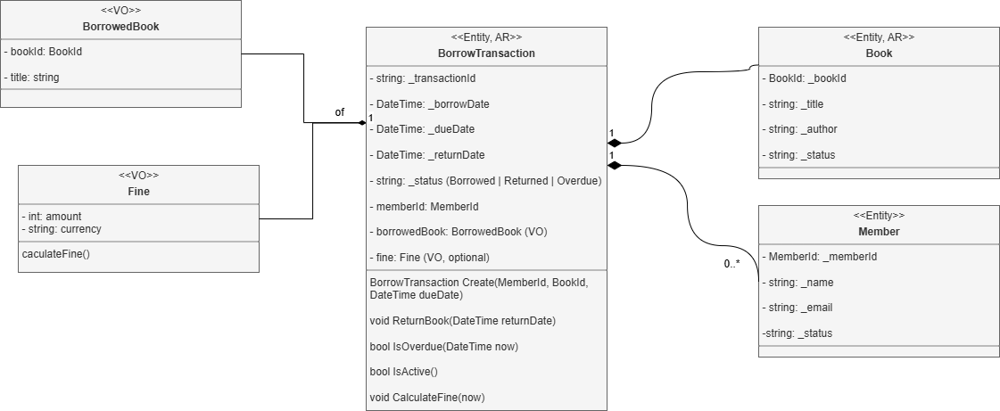 <<VO>>
BorrowedBook
- bookId: BookId
- title: string
<<VO>>
Fine
- int: amount
- string: currency
caculateFine()
of
1
<<Entity, AR>>
BorrowTransaction
- string: _transactionId
- DateTime: _borrowDate
- DateTime: _dueDate
- DateTime: _returnDate
- string: _status (Borrowed | Returned | Overdue)
- memberId: MemberId
- borrowedBook: BorrowedBook (VO)
- fine: Fine (VO, optional)
BorrowTransaction Create(MemberId, BookId,
DateTime dueDate)
void ReturnBook(DateTime returnDate)
bool IsOverdue(DateTime now)
bool IsActive()
void CalculateFine(now)
1
1
0..*
<<Entity, AR>>
Book
- BookId: _bookId
- string: _title
- string: _author
- string: _status
<<Entity>>
Member
- MemberId: _memberId
- string: _name
- string: _email
-string: _status